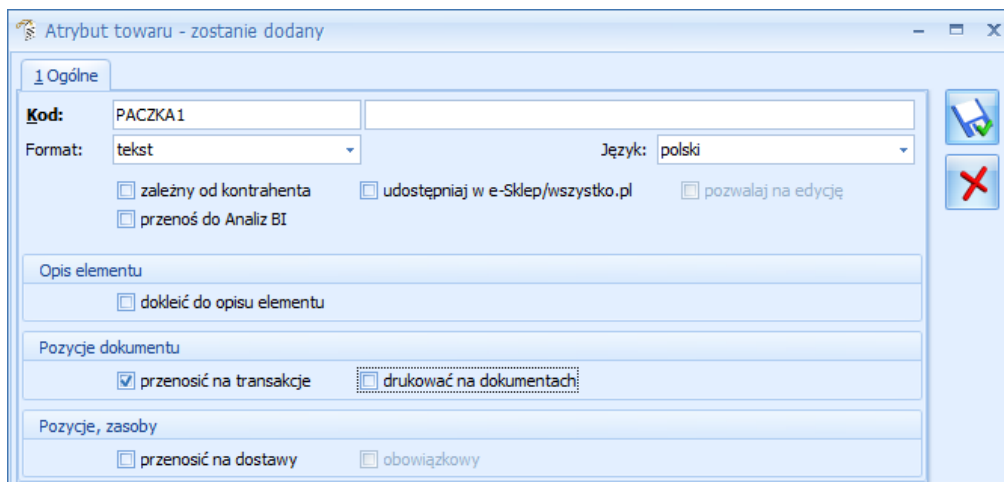 Atrybut towaru - zostanie dodany
1 Ogólne
Kod: PACZKA1
Format: tekst Język: polski
zależny od kontrahenta udostępniaj w e-Sklep/wszystko.pl pozwalaj na edycję
przenoś do Analiz BI
Opis elementu
dokleić do opisu elementu
Pozycje dokumentu
przenosić na transakcje drukować na dokumentach
Pozycje, zasoby
przenosić na dostawy obowiązkowy